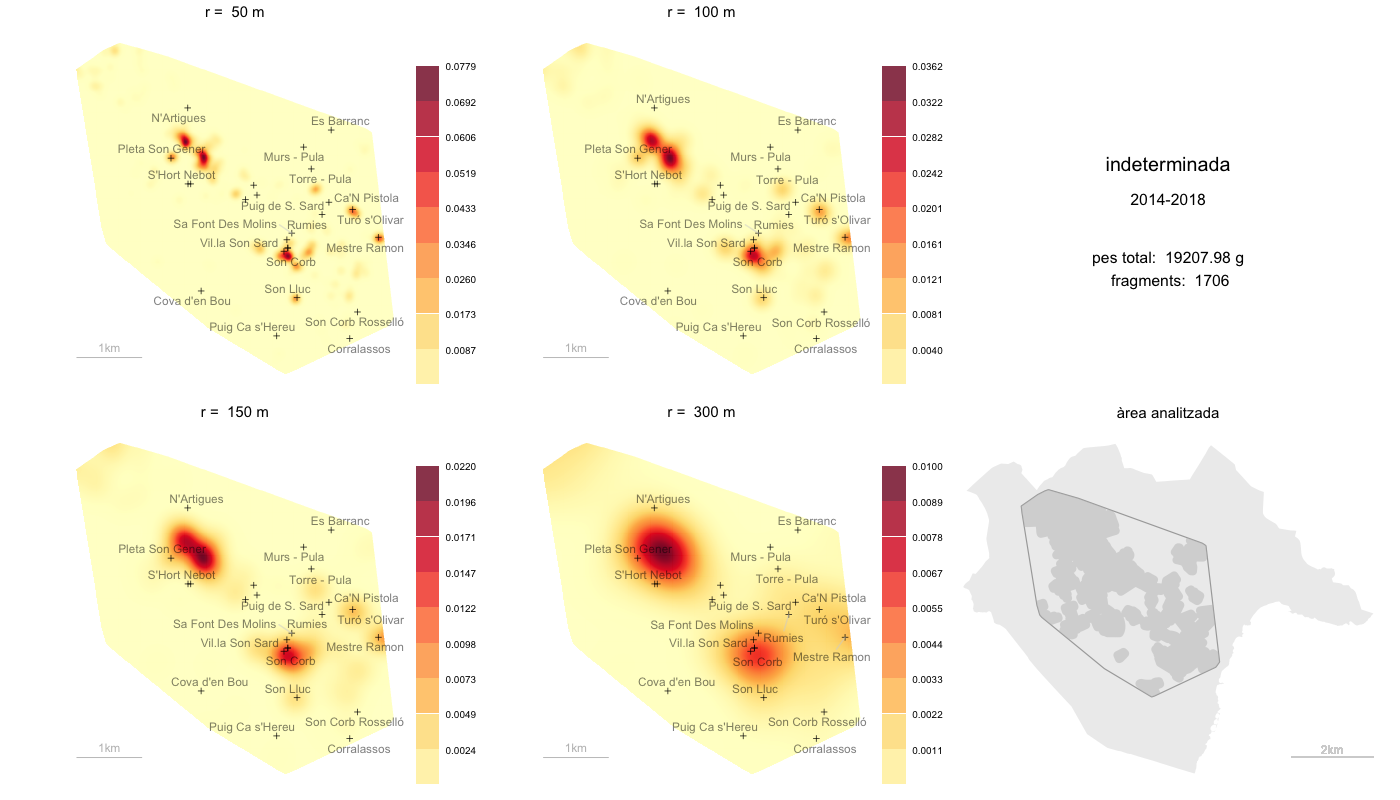 r =  50 m
N'Artigues
Es Barranc
Pleta Son Gener
Murs - Pula
S'Hort Nebot
Torre - Pula
Ca'N Pistola
Puig de S. Sard
Turó s'Olivar
Sa Font Des Molins
Rumies
Vil.la Son Sard
Mestre Ramon
Son Corb
Son Lluc
Cova d'en Bou
Son Corb Rosselló
Puig Ca s'Hereu
Corralassos
1km
0.0779
0.0692
0.0606
0.0519
0.0433
0.0346
0.0260
0.0173
0.0087
r =  100 m
N'Artigues
Es Barranc
Pleta Son Gener
Murs - Pula
S'Hort Nebot
Torre - Pula
Ca'N Pistola
Puig de S. Sard
Turó s'Olivar
Sa Font Des Molins
Rumies
Vil.la Son Sard
Mestre Ramon
Son Corb
Son Lluc
Cova d'en Bou
Son Corb Rosselló
Puig Ca s'Hereu
Corralassos
1km
0.0362
0.0322
0.0282
0.0242
0.0201
0.0161
0.0121
0.0081
0.0040
indeterminada
2014-2018
pes total:  19207.98 g
fragments:  1706
r =  150 m
N'Artigues
Es Barranc
Pleta Son Gener
Murs - Pula
S'Hort Nebot
Torre - Pula
Ca'N Pistola
Puig de S. Sard
Turó s'Olivar
Sa Font Des Molins
Rumies
Vil.la Son Sard
Mestre Ramon
Son Corb
Cova d'en Bou
Son Lluc
Son Corb Rosselló
Puig Ca s'Hereu
Corralassos
1km
0.0220
0.0196
0.0171
0.0147
0.0122
0.0098
0.0073
0.0049
0.0024
r =  300 m
N'Artigues
Es Barranc
Pleta Son Gener
Murs - Pula
S'Hort Nebot
Torre - Pula
Ca'N Pistola
Puig de S. Sard
Turó s'Olivar
Sa Font Des Molins
Rumies
Vil.la Son Sard
Mestre Ramon
Son Corb
Cova d'en Bou
Son Lluc
Son Corb Rosselló
Puig Ca s'Hereu
Corralassos
1km
0.0100
0.0089
0.0078
0.0067
0.0055
0.0044
0.0033
0.0022
0.0011
àrea analitzada
2km